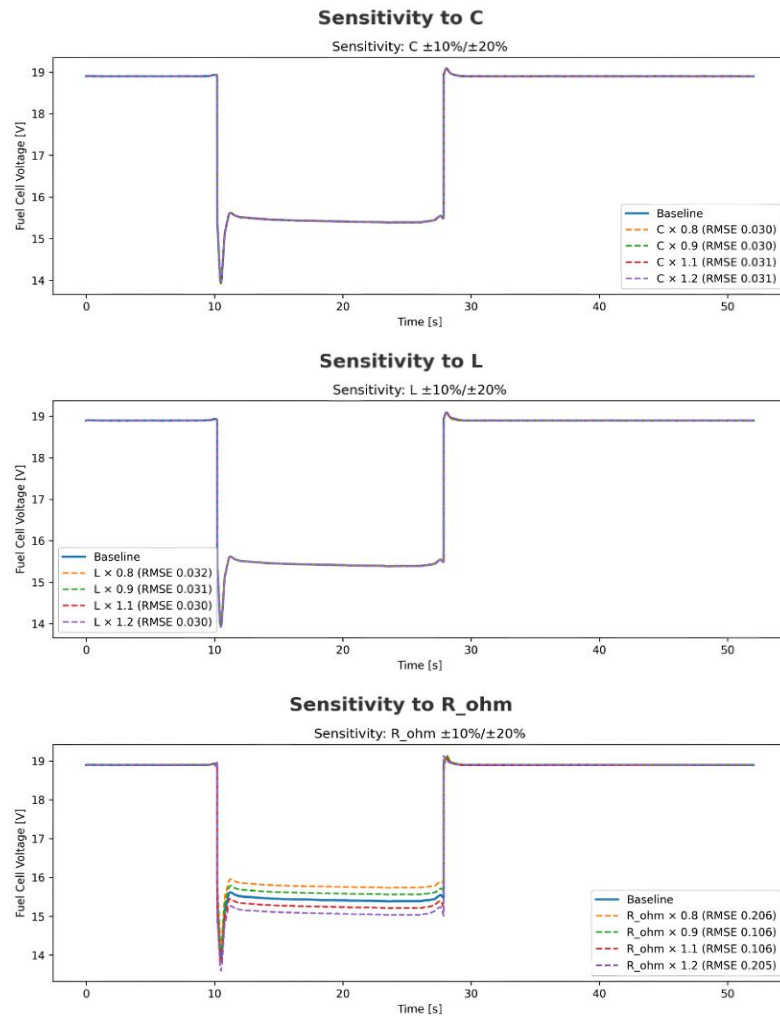 Sensitivity to C
Sensitivity: C ±10%/±20%
Fuel Cell Voltage [V]
19
18
17
16
15
14
0
10
20
30
40
50
Time [s]
Baseline
C × 0.8 (RMSE 0.030)
C × 0.9 (RMSE 0.030)
C × 1.1 (RMSE 0.031)
C × 1.2 (RMSE 0.031)
Sensitivity to L
Sensitivity: L ±10%/±20%
Fuel Cell Voltage [V]
19
18
17
16
15
14
Baseline
L × 0.8 (RMSE 0.032)
L × 0.9 (RMSE 0.031)
L × 1.1 (RMSE 0.030)
L × 1.2 (RMSE 0.030)
0
10
20
30
40
50
Time [s]
Sensitivity to R_ohm
Sensitivity: R_ohm ±10%/±20%
Fuel Cell Voltage [V]
19
18
17
16
15
14
Baseline
R_ohm × 0.8 (RMSE 0.206)
R_ohm × 0.9 (RMSE 0.106)
R_ohm × 1.1 (RMSE 0.106)
R_ohm × 1.2 (RMSE 0.205)
0
10
20
30
40
50
Time [s]